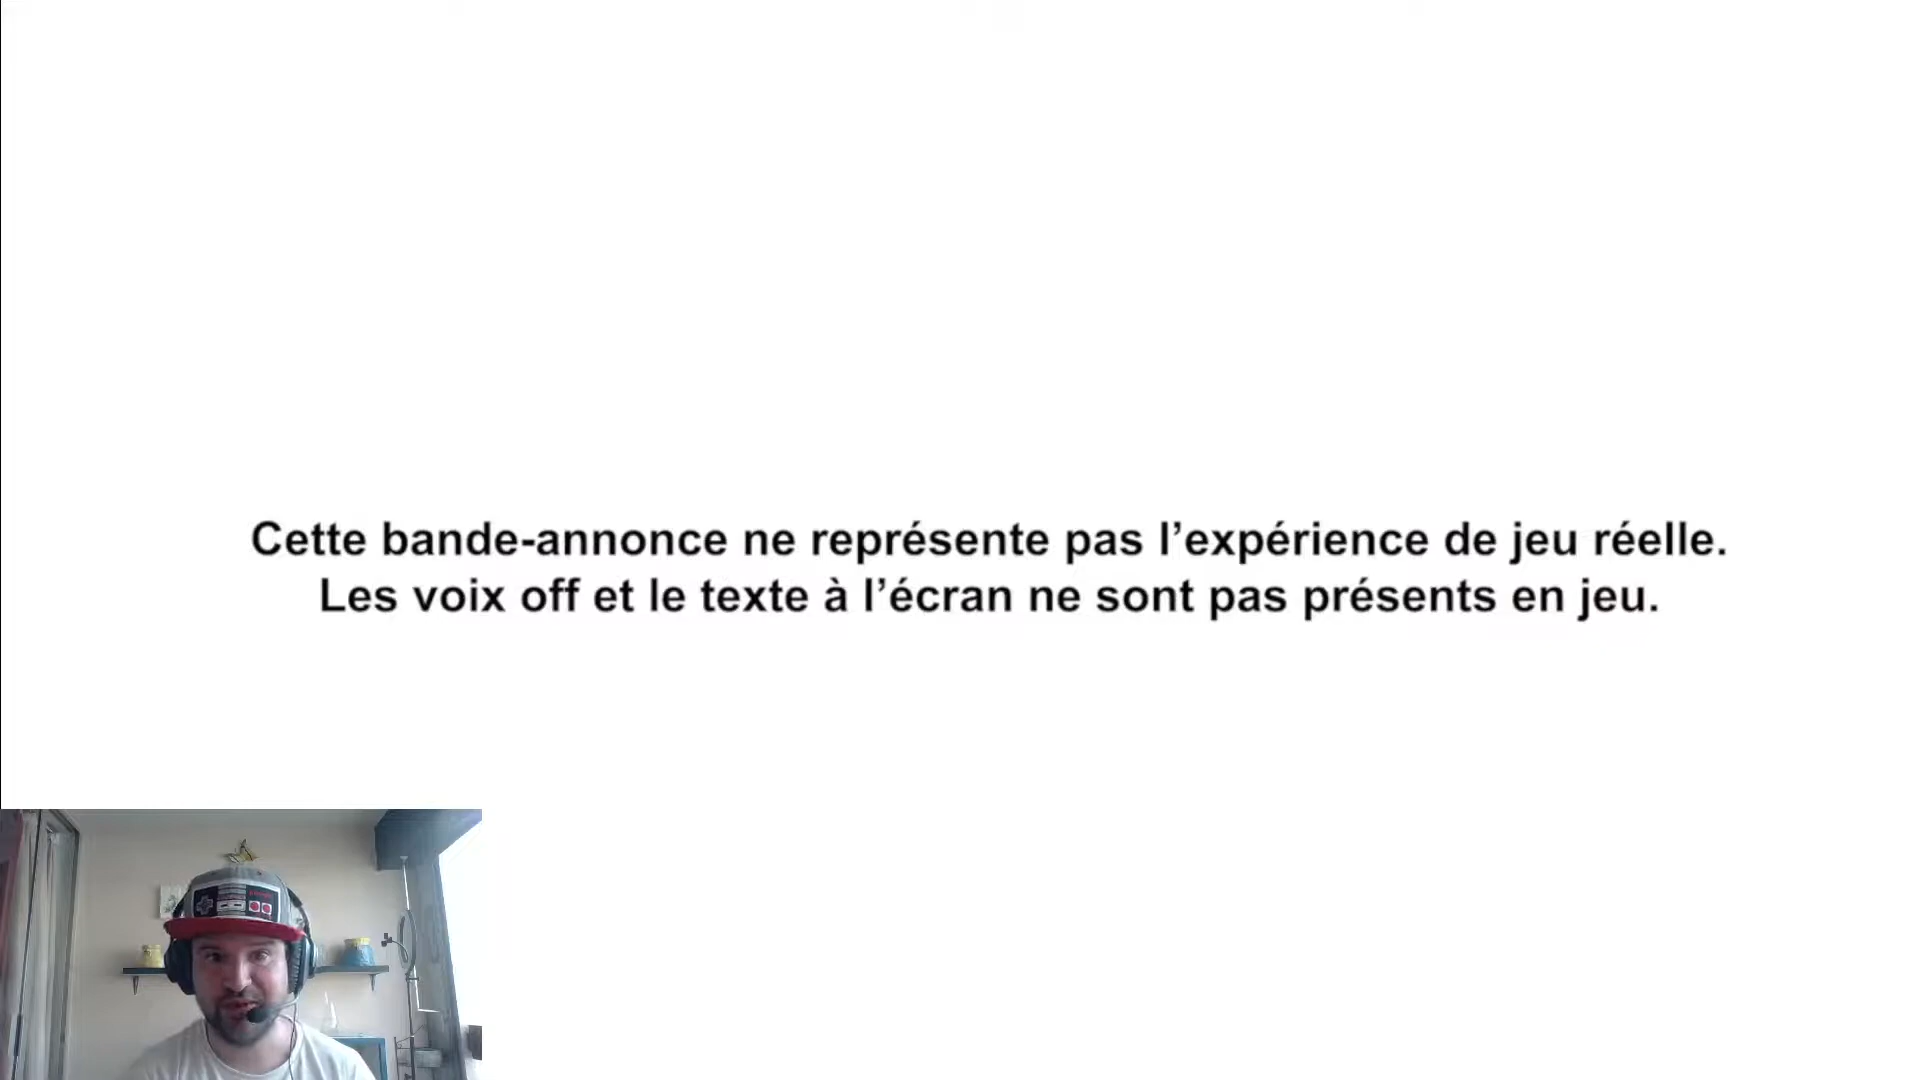 Cette bande-annonce ne représente pas l’expérience de jeu réelle.
Les voix off et le texte à l’écran ne sont pas présents en jeu.